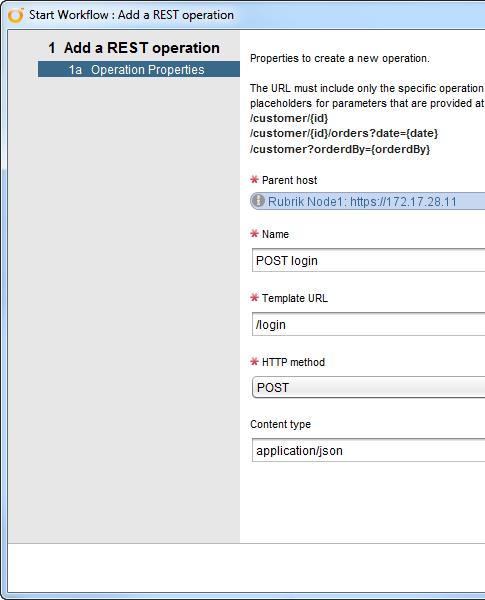 Start Workflow : Add a REST operation
1 Add a REST operation
1a Operation Properties
Properties to create a new operation.
The URL must include only the specific operation
placeholders for parameters that are provided at
/customer/{id}
/customer/{id}/orders?date={date}
/customer?orderdBy={orderdBy}
* Parent host
Rubrik Node1: https://172.17.28.11
* Name
POST login
* Template URL
/login
* HTTP method
POST
Content type
application/json